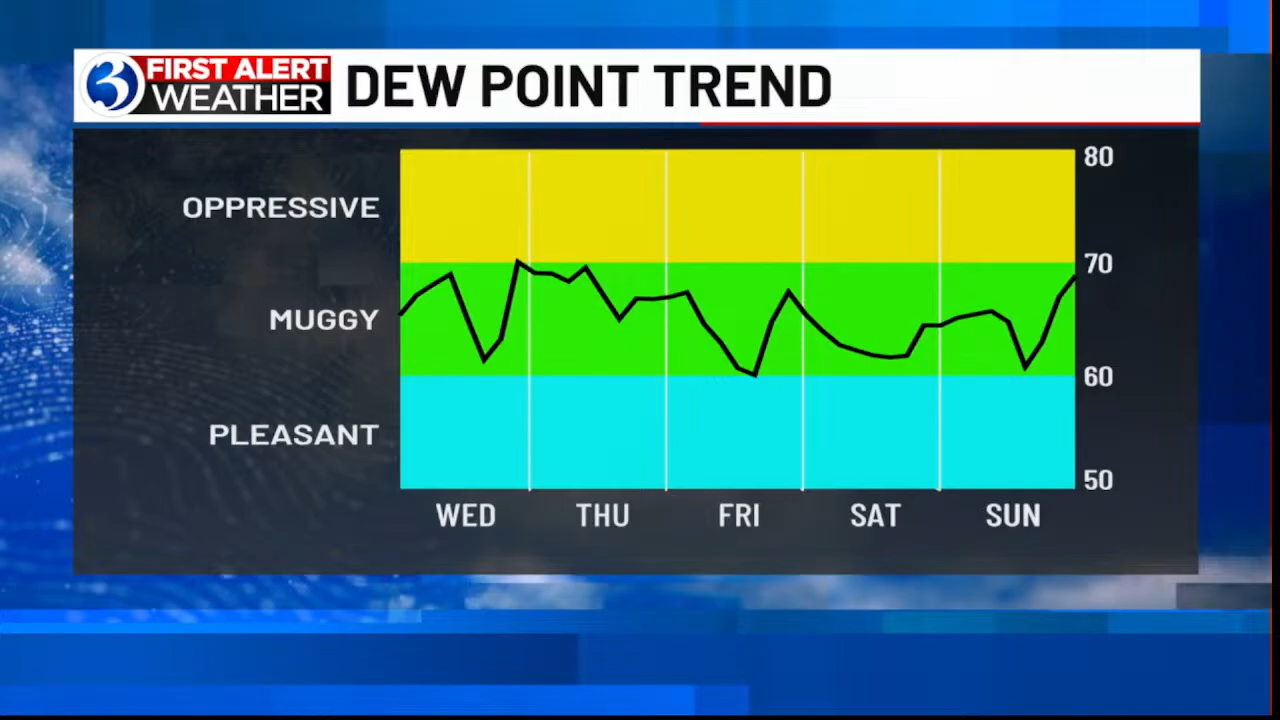 3 FIRST ALERT
WEATHER
DEW POINT TREND
80
OPPRESSIVE
70
MUGGY
60
PLEASANT
50
WED THU FRI SAT SUN